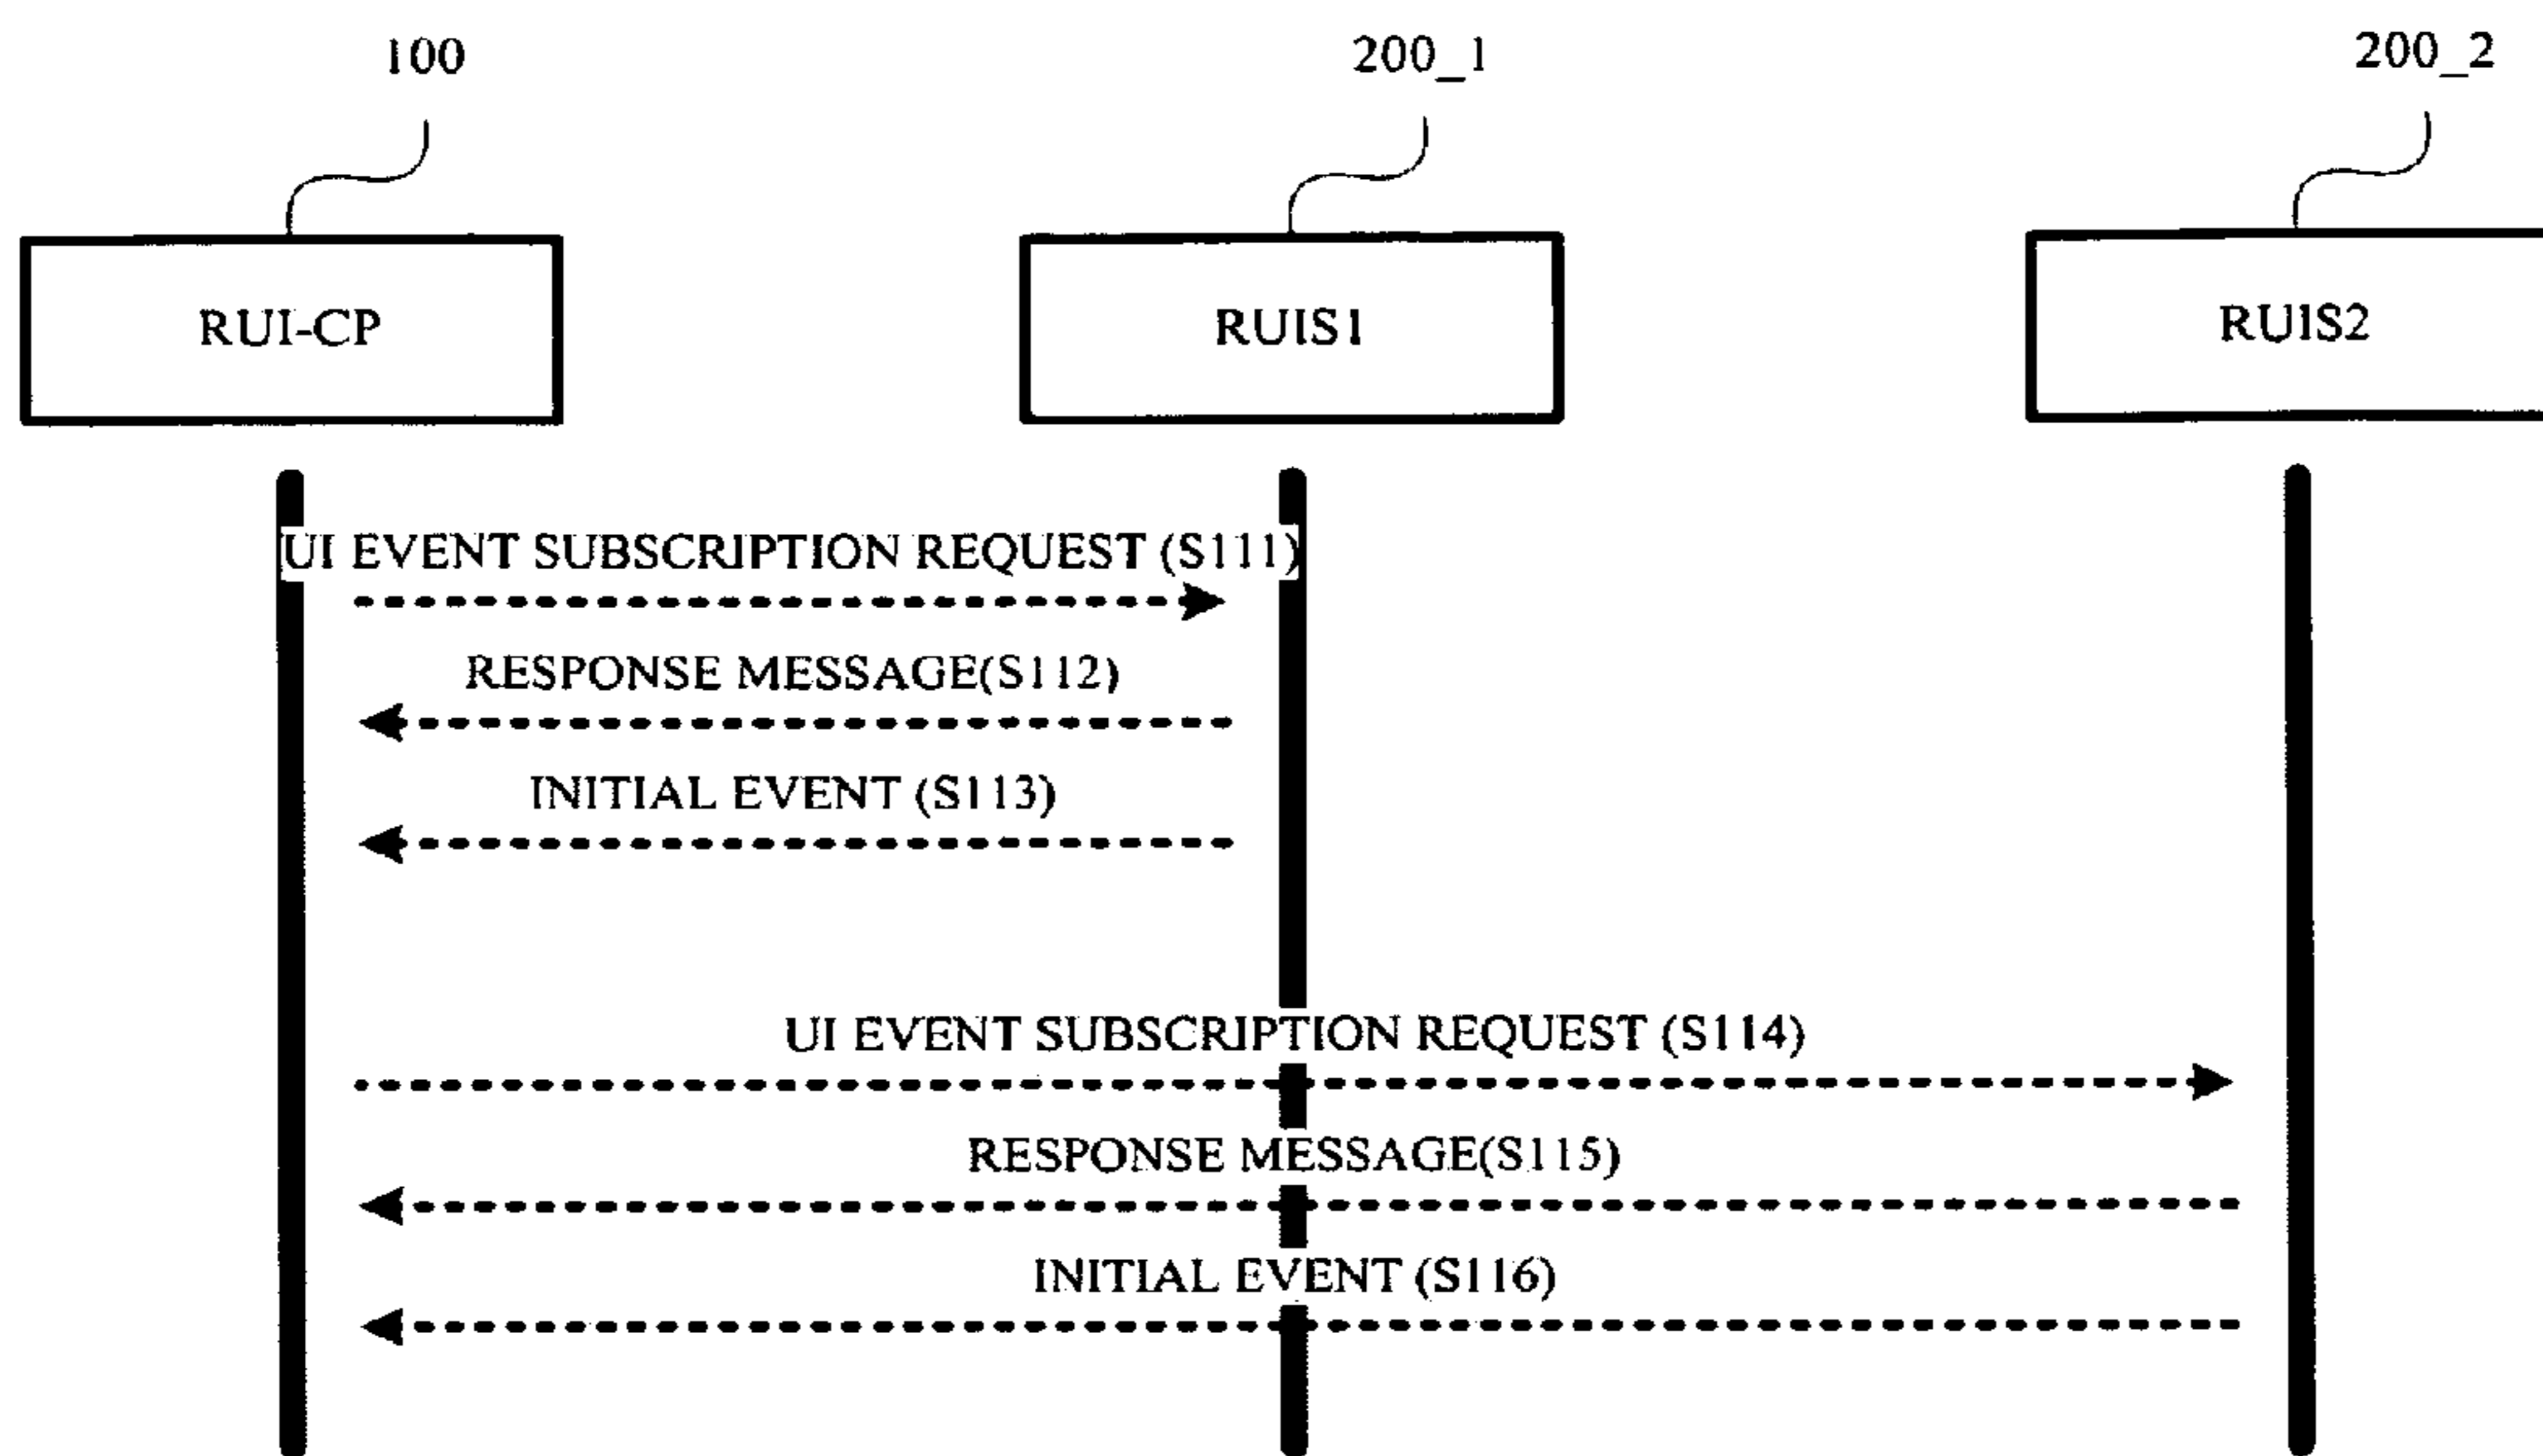 100
200_1
200_2
RUI-CP
RUIS1
RUIS2
UI EVENT SUBSCRIPTION REQUEST (S111)
RESPONSE MESSAGE(S112)
INITIAL EVENT (S113)
UI EVENT SUBSCRIPTION REQUEST (S114)
RESPONSE MESSAGE(S115)
INITIAL EVENT (S116)